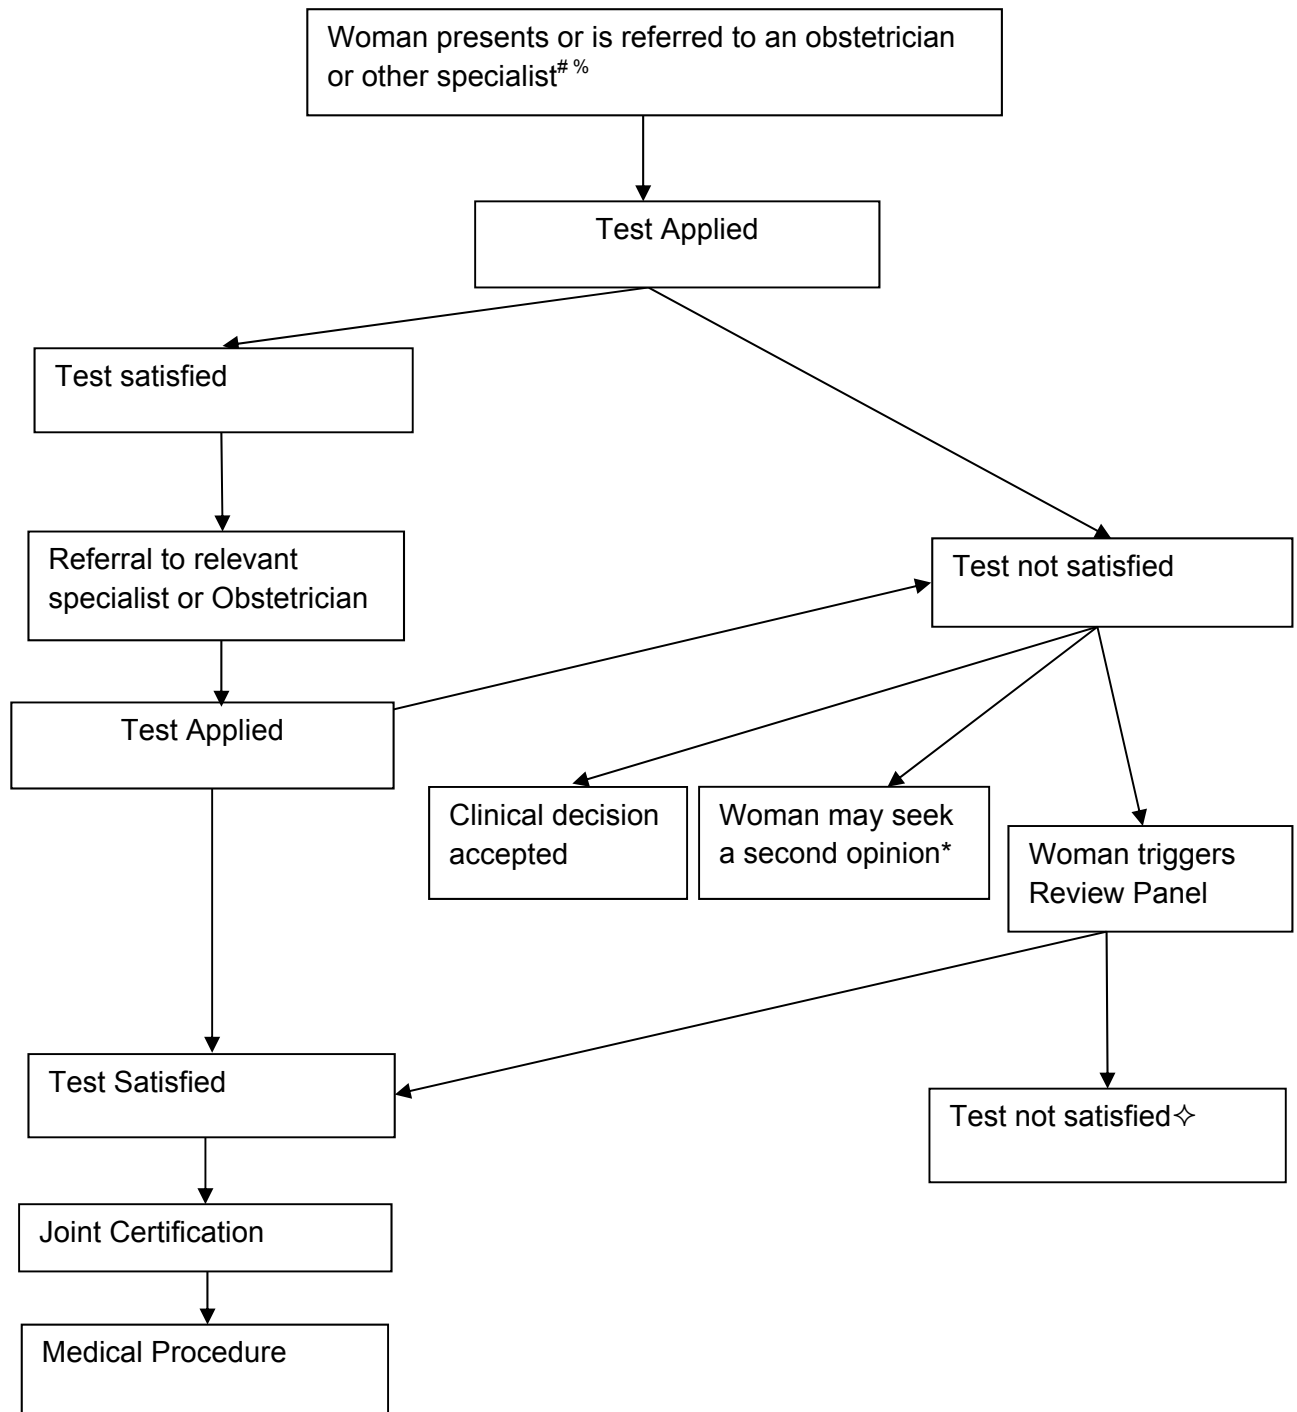 Woman presents or is referred to an obstetrician
or other specialist# %
Test Applied
Test satisfied
Referral to relevant
specialist or Obstetrician
Test not satisfied
Test Applied
Clinical decision
accepted
Woman may seek
a second opinion*
Woman triggers
Review Panel
Test Satisfied
Test not satisfied✧
Joint Certification
Medical Procedure